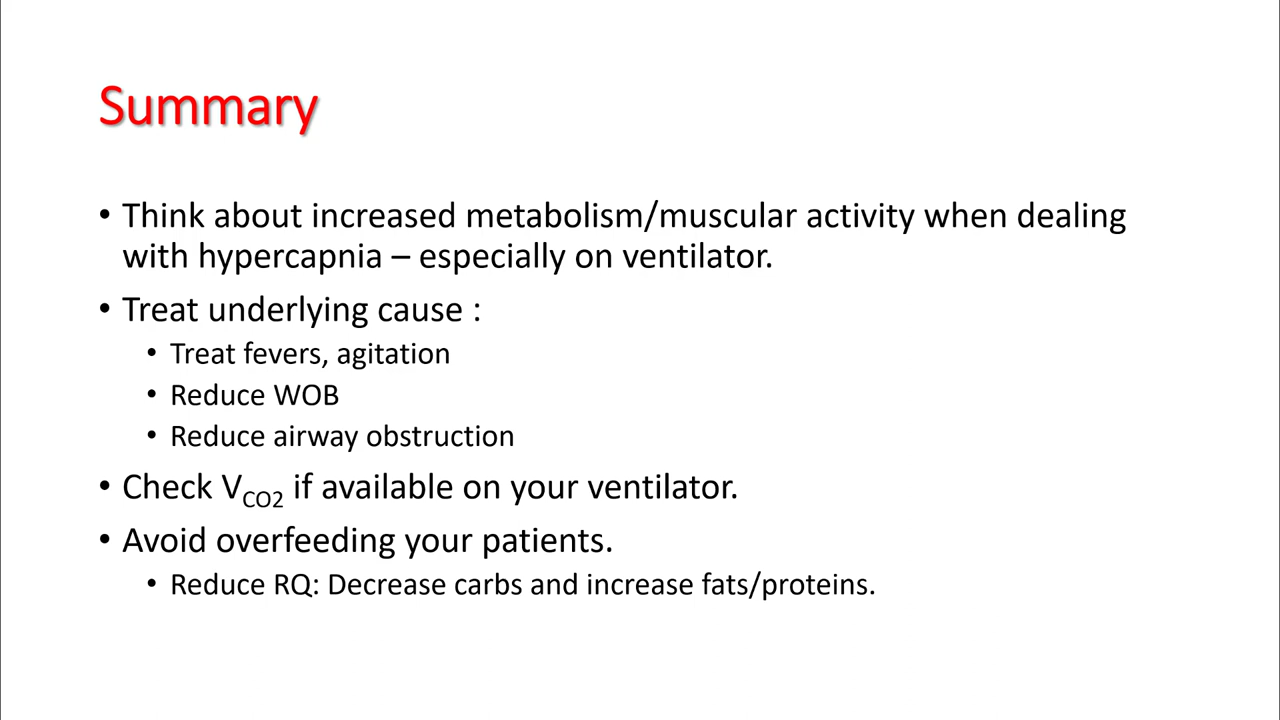 Summary
• Think about increased metabolism/muscular activity when dealing
with hypercapnia – especially on ventilator.
• Treat underlying cause :
• Treat fevers, agitation
• Reduce WOB
• Reduce airway obstruction
• Check VCO2 if available on your ventilator.
• Avoid overfeeding your patients.
• Reduce RQ: Decrease carbs and increase fats/proteins.